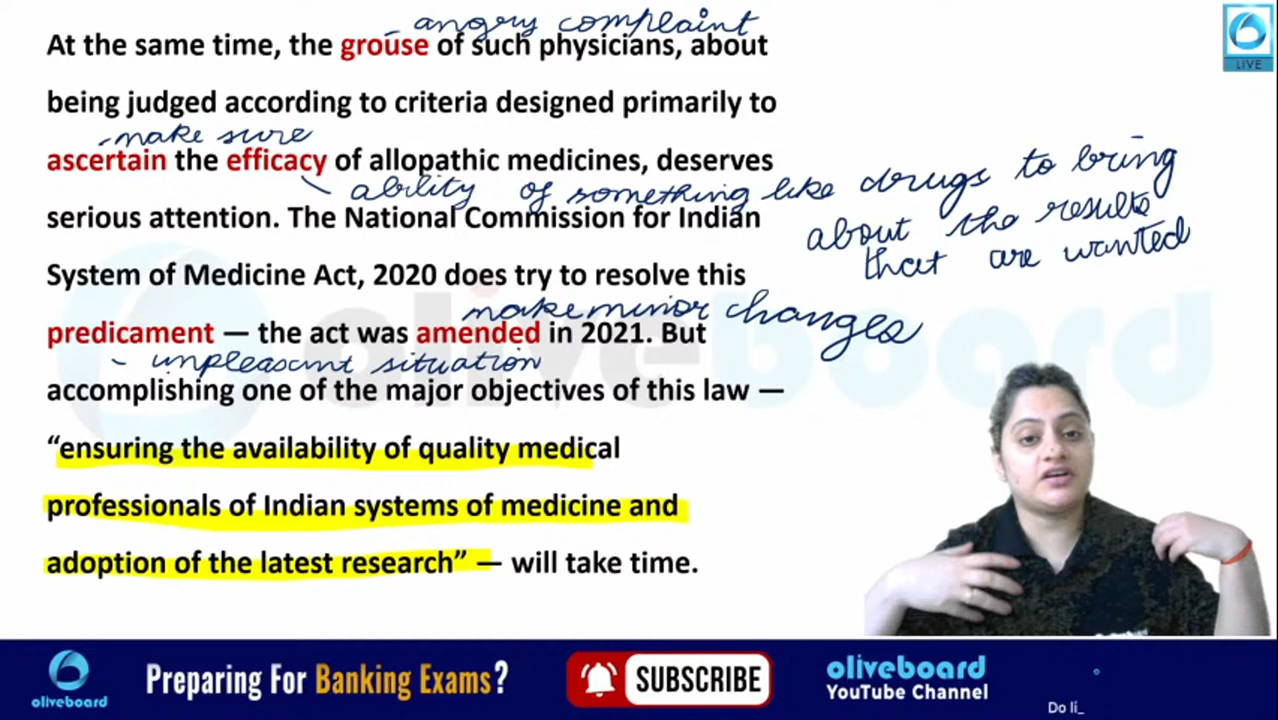 angry complaint
At the same time, the grouse of such physicians, about
being judged according to criteria designed primarily to
make sure
ascertain the efficacy of allopathic medicines, deserves
ability of something like drugs to bring
about the results
that are wanted
serious attention. The National Commission for Indian
System of Medicine Act, 2020 does try to resolve this
make minor changes
predicament — the act was amended in 2021. But
unpleasant situation
accomplishing one of the major objectives of this law —
“ensuring the availability of quality medical
professionals of Indian systems of medicine and
adoption of the latest research” — will take time.
LIVE
oliveboard
oliveboard
Preparing For Banking Exams?
SUBSCRIBE
oliveboard
YouTube Channel
Do lí_